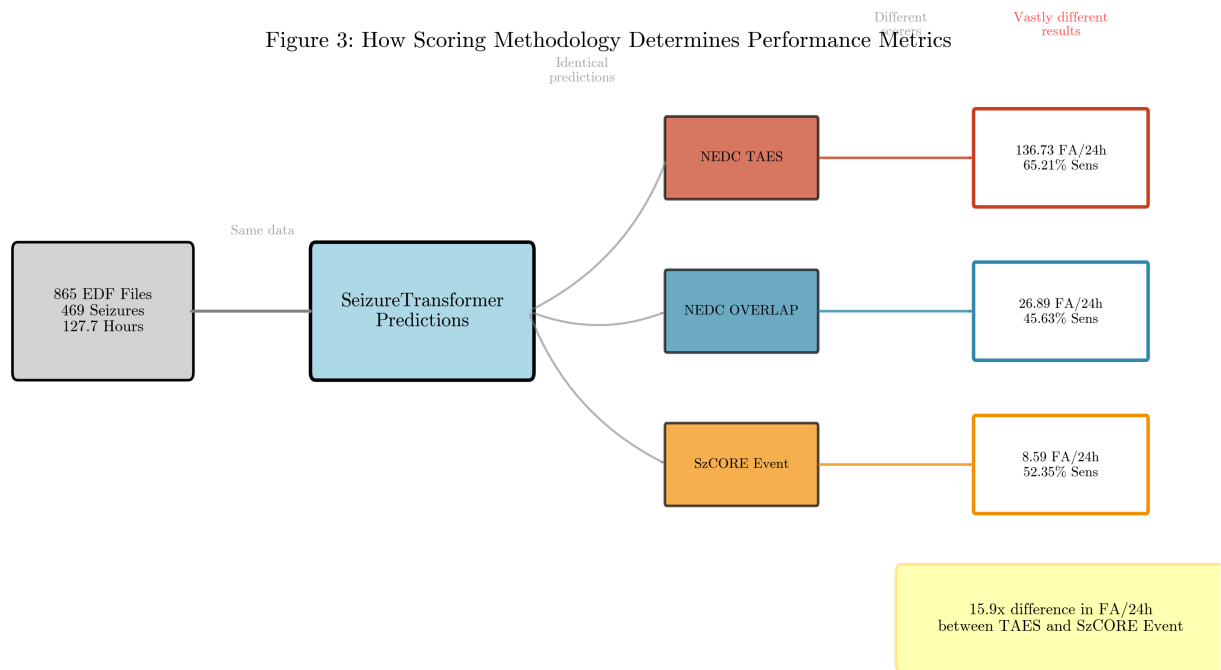 Different
scorers
Vastly different
results
Figure 3: How Scoring Methodology Determines Performance Metrics
Identical
predictions
NEDC TAES
136.73 FA/24h
65.21% Sens
Same data
865 EDF Files
469 Seizures
127.7 Hours
SeizureTransformer
Predictions
NEDC OVERLAP
26.89 FA/24h
45.63% Sens
SzCORE Event
8.59 FA/24h
52.35% Sens
15.9x difference in FA/24h
between TAES and SzCORE Event